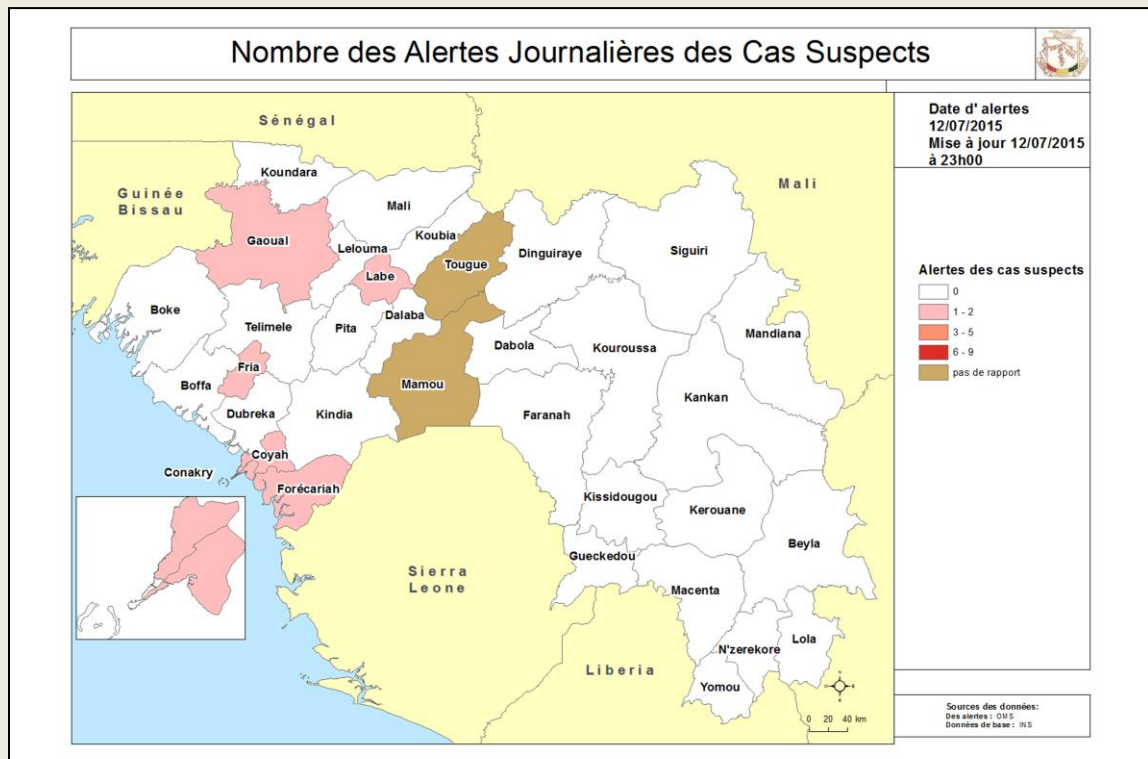 Nombre des Alertes Journalières des Cas Suspects
Date d' alertes
12/07/2015
Mise à jour 12/07/2015
à 23h00
Sénégal
Mali
Guinée
Bissau
Koundara
Mali
Gaoual
Lelouma
Koubia
Tougue
Dinguiraye
Siguiri
Labe
Boke
Telimele
Pita
Dalaba
Dabola
Kouroussa
Mandiana
Fria
Boffa
Mamou
Kankan
Dubreka
Kindia
Faranah
Coyah
Conakry
Forécariah
Kissidougou
Kerouane
Beyla
Gueckedou
Sierra
Leone
Macenta
N'zerekore
Lola
Liberia
Yomou
0 20 40 km
Alertes des cas suspects
0
1 - 2
3 - 5
6 - 9
pas de rapport
Sources des données:
Des alertes : OMS
Données de base : INS